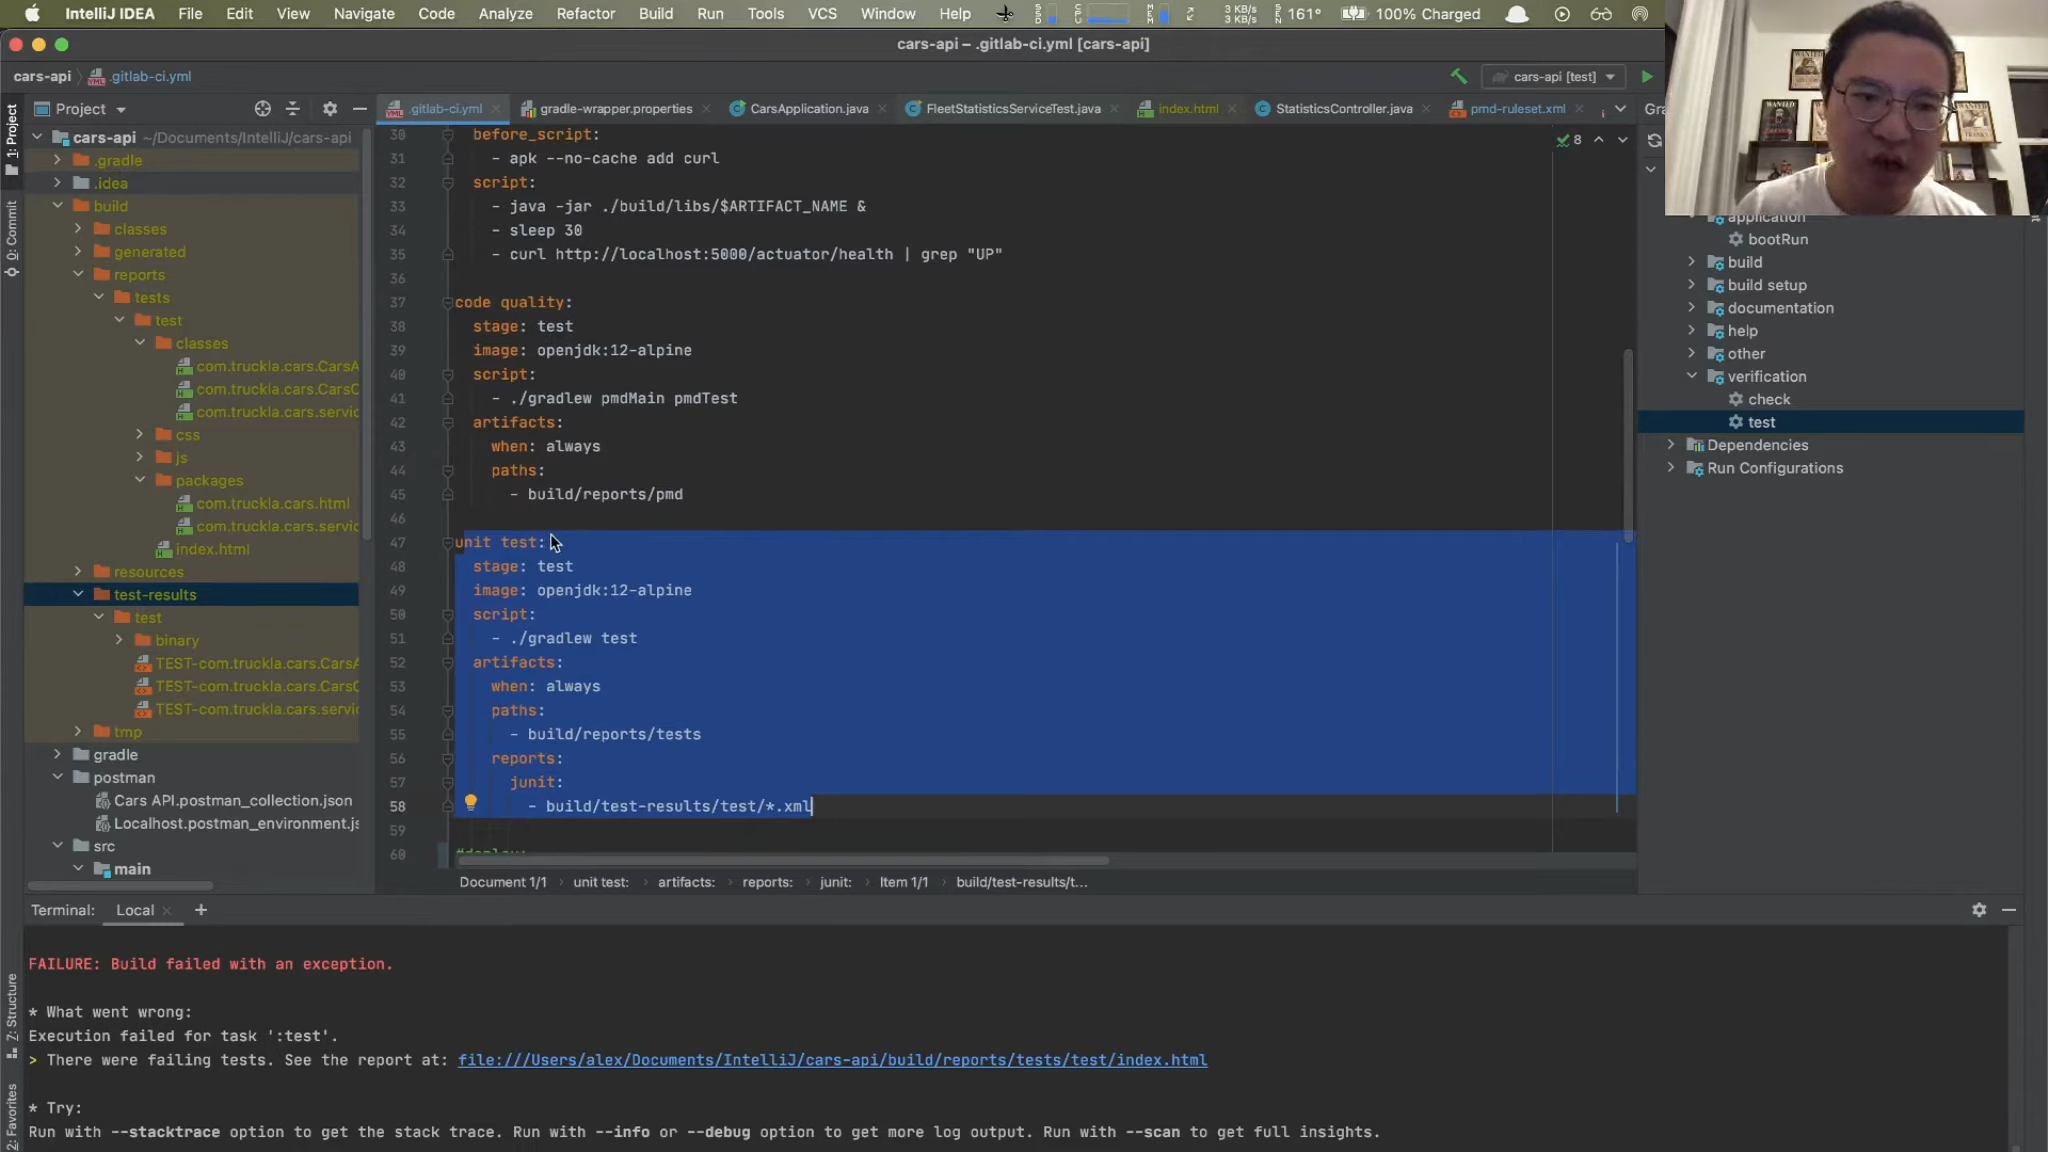 IntelliJ IDEA File Edit View Navigate Code Analyze Refactor Build Run Tools VCS Window Help 3 KB/s 3 KB/s 161° 100% Charged
cars-api – .gitlab-ci.yml [cars-api]
cars-api .gitlab-ci.yml cars-api [test]
Project .gitlab-ci.yml gradle-wrapper.properties CarsApplication.java FleetStatisticsServiceTest.java index.html StatisticsController.java pmd-ruleset.xml
1: Project
0: Commit
7: Structure
2: Favorites
cars-api ~/Documents/IntelliJ/cars-api
.gradle
.idea
build
classes
generated
reports
tests
test
classes
com.truckla.cars.CarsA
com.truckla.cars.CarsC
com.truckla.cars.servic
css
js
packages
com.truckla.cars.html
com.truckla.cars.servic
index.html
resources
test-results
test
binary
TEST-com.truckla.cars.CarsA
TEST-com.truckla.cars.CarsC
TEST-com.truckla.cars.servic
tmp
gradle
postman
Cars API.postman_collection.json
Localhost.postman_environment.js
src
main
8
30 before_script:
31 - apk --no-cache add curl
32 script:
33 - java -jar ./build/libs/$ARTIFACT_NAME &
34 - sleep 30
35 - curl http://localhost:5000/actuator/health | grep "UP"
36
37 code quality:
38 stage: test
39 image: openjdk:12-alpine
40 script:
41 - ./gradlew pmdMain pmdTest
42 artifacts:
43 when: always
44 paths:
45 - build/reports/pmd
46
47 unit test:
48 stage: test
49 image: openjdk:12-alpine
50 script:
51 - ./gradlew test
52 artifacts:
53 when: always
54 paths:
55 - build/reports/tests
56 reports:
57 junit:
58 - build/test-results/test/*.xml
59
60 #deploy:
Document 1/1 unit test: artifacts: reports: junit: Item 1/1 build/test-results/t...
Gra
application
bootRun
build
build setup
documentation
help
other
verification
check
test
Dependencies
Run Configurations
WANTED
WANTED
WANTED
WANTED
Terminal: Local +
FAILURE: Build failed with an exception.
* What went wrong:
Execution failed for task ':test'.
> There were failing tests. See the report at: file:///Users/alex/Documents/IntelliJ/cars-api/build/reports/tests/test/index.html
* Try:
Run with --stacktrace option to get the stack trace. Run with --info or --debug option to get more log output. Run with --scan to get full insights.